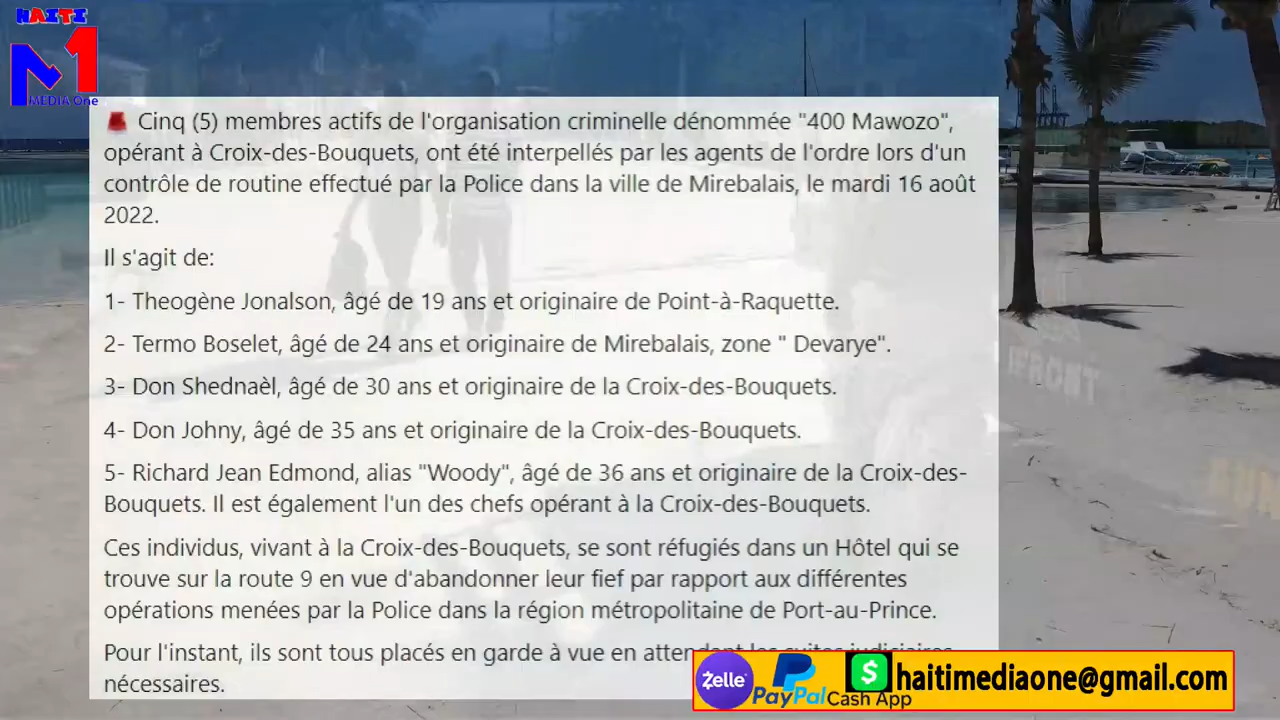 HAITI
M1
MEDIA One
Cinq (5) membres actifs de l'organisation criminelle dénommée "400 Mawozo",
opérant à Croix-des-Bouquets, ont été interpellés par les agents de l'ordre lors d'un
contrôle de routine effectué par la Police dans la ville de Mirebalais, le mardi 16 août
2022.
Il s'agit de:
1- Theogène Jonalson, âgé de 19 ans et originaire de Point-à-Raquette.
2- Termo Boselet, âgé de 24 ans et originaire de Mirebalais, zone " Devarye".
3- Don Shednaèl, âgé de 30 ans et originaire de la Croix-des-Bouquets.
4- Don Johny, âgé de 35 ans et originaire de la Croix-des-Bouquets.
5- Richard Jean Edmond, alias "Woody", âgé de 36 ans et originaire de la Croix-des-
Bouquets. Il est également l'un des chefs opérant à la Croix-des-Bouquets.
Ces individus, vivant à la Croix-des-Bouquets, se sont réfugiés dans un Hôtel qui se
trouve sur la route 9 en vue d'abandonner leur fief par rapport aux différentes
opérations menées par la Police dans la région métropolitaine de Port-au-Prince.
Pour l'instant, ils sont tous placés en garde à vue en attendant les suites judiciaires
nécessaires.
Zelle
PayPal
$
Cash App
haitimediaone@gmail.com